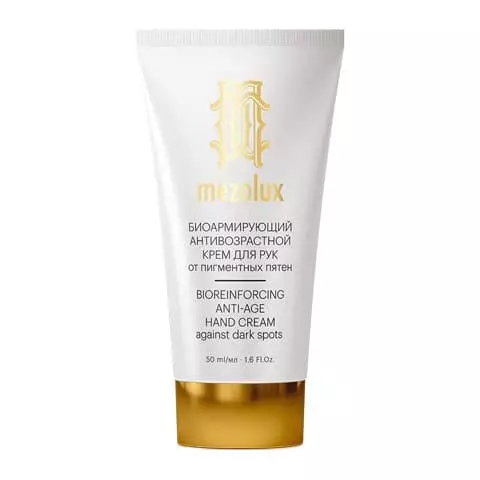 mezolux
БИОАРМИРУЮЩИЙ
АНТИВОЗРАСТНОЙ
КРЕМ ДЛЯ РУК
от пигментных пятен
BIOREINFORCING
ANTI-AGE
HAND CREAM
against dark spots
50 ml/мл · 1.6 Fl.Oz.